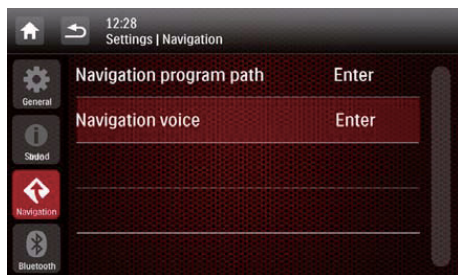 12:28
Settings | Navigation
Navigation program path Enter
General
Navigation voice Enter
Navigation
Bluetooth